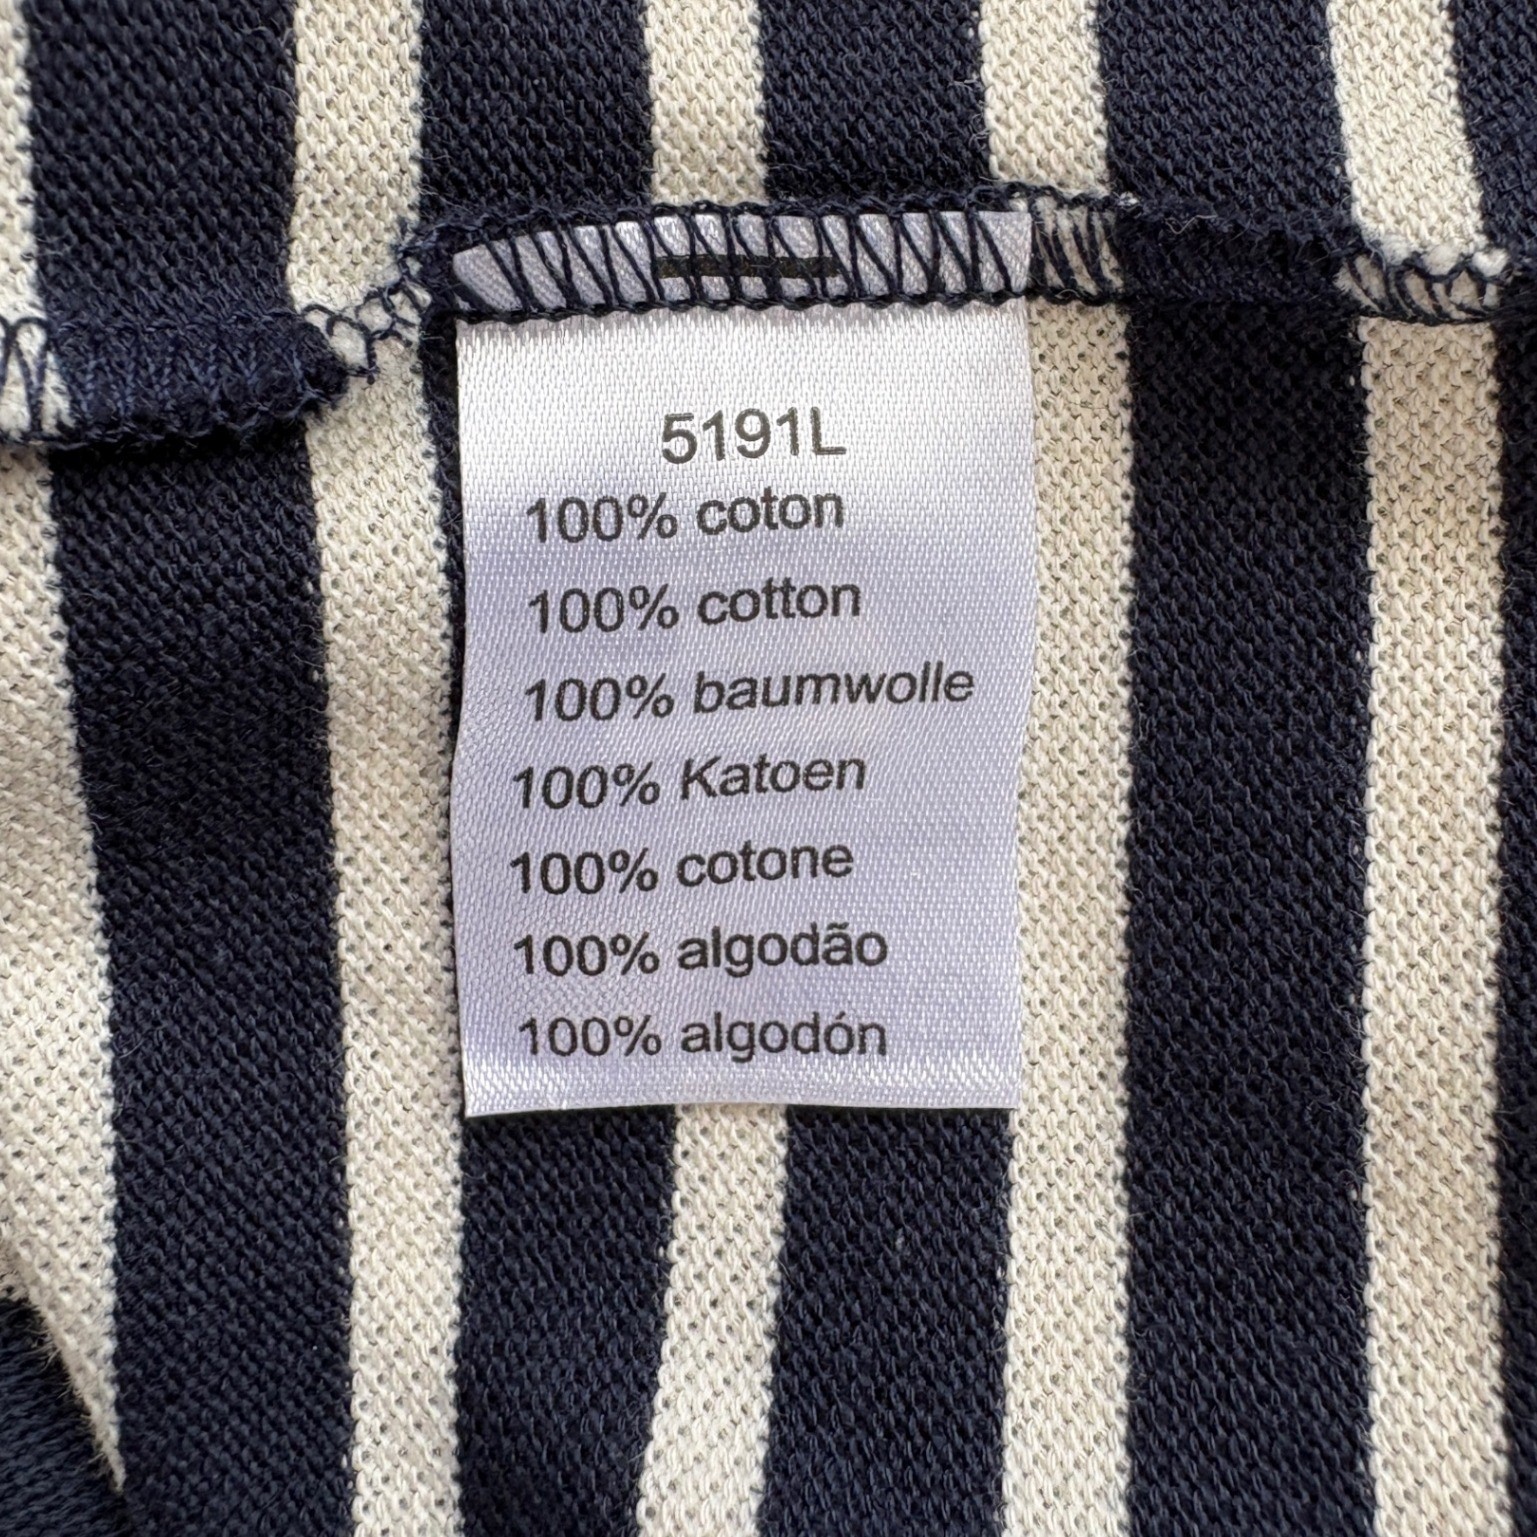 5191L
100% coton
100% cotton
100% baumwolle
100% Katoen
100% cotone
100% algodão
100% algodón